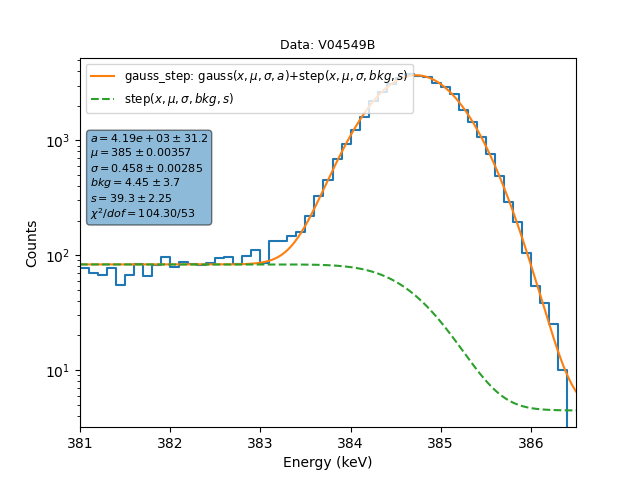 Data: V04549B
gauss_step: gauss(x, μ, σ, a)+step(x, μ, σ, bkg, s)
step(x, μ, σ, bkg, s)
a = 4.19e + 03 ± 31.2
μ = 385 ± 0.00357
σ = 0.458 ± 0.00285
bkg = 4.45 ± 3.7
s = 39.3 ± 2.25
χ²/dof = 104.30/53
10³
10²
10¹
Counts
381 382 383 384 385 386
Energy (keV)